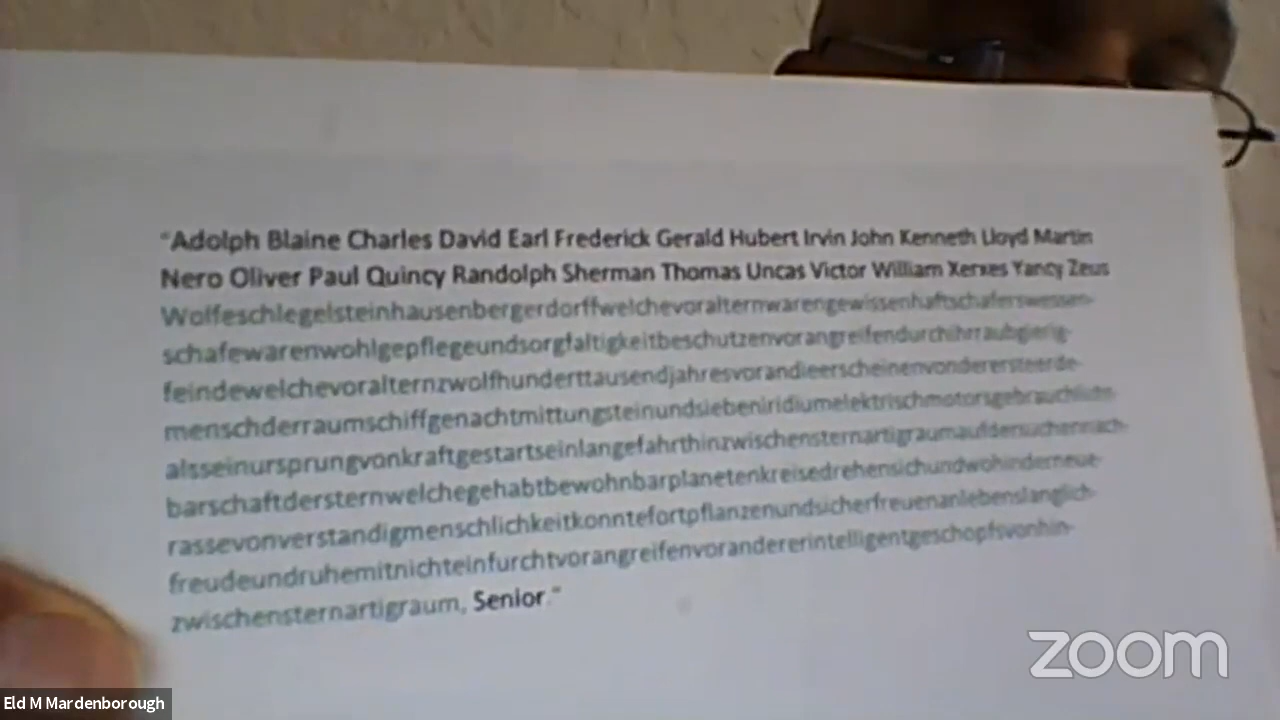 "Adolph Blaine Charles David Earl Frederick Gerald Hubert Irvin John Kenneth Lloyd Martin
Nero Oliver Paul Quincy Randolph Sherman Thomas Uncas Victor William Xerxes Yancy Zeus
Wolfeschlegelsteinhausenbergerdorffwelchevoralternwarengewissenhaftschaferswessen-
schafewarenwohlgepflegeundsorgfaltigkeitbeschutzenvorangreifendurchihrraubgierig-
feindewelchevoralternzwolfhunderttausendjahresvorandieerscheinenvonderersteerde-
menschderraumschiffgenachtmittungsteinundsiebeniridiumelektrischmotorsgebrauchlicht-
alsseinursprungvonkraftgestartseinlangefahrthinzwischensternartigraumaufdersuchennach-
barschaftdersternwelchegehabtbewohnbarplanetenkreisedrehensichundwohinderneue-
rassevonverstandigmenschlichkeitkonntefortpflanzenundsicherfreuenanlebenslanglich-
freudeundruhemitnichteinfurchtvorangreifenvorandererintelligentgeschopfsvonhin-
zwischensternartigraum, Senior."
zoom
Eld M Mardenborough